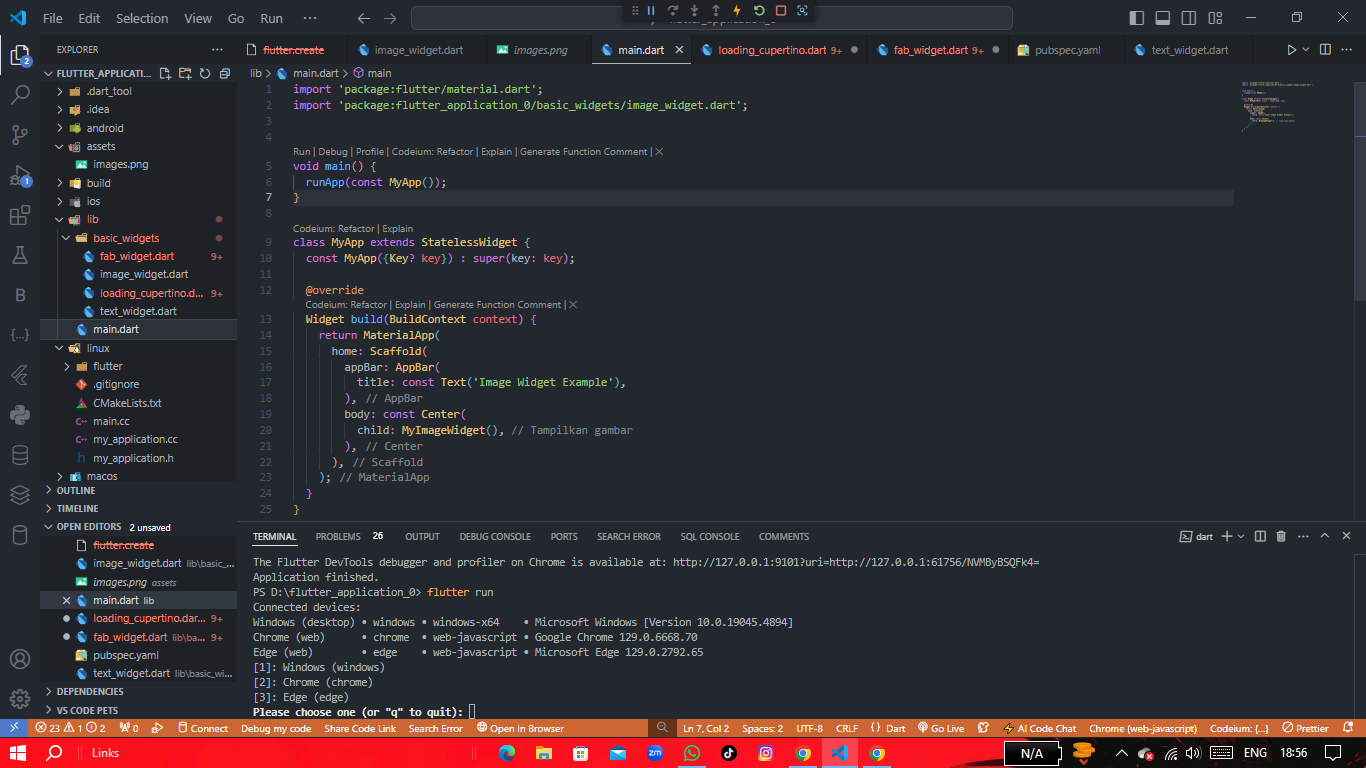 File Edit Selection View Go Run ···
EXPLORER
flutter.create
image_widget.dart
images.png
main.dart
loading_cupertino.dart 9+
fab_widget.dart 9+
pubspec.yaml
text_widget.dart
FLUTTER_APPLICATI...
.dart_tool
.idea
android
assets
images.png
build
ios
lib
basic_widgets
fab_widget.dart 9+
image_widget.dart
loading_cupertino.d... 9+
text_widget.dart
main.dart
linux
flutter
.gitignore
CMakeLists.txt
main.cc
my_application.cc
my_application.h
macos
OUTLINE
TIMELINE
OPEN EDITORS 2 unsaved
flutter.create
image_widget.dart lib\basic_...
images.png assets
main.dart lib
loading_cupertino.dar... 9+
fab_widget.dart lib\ba... 9+
pubspec.yaml
text_widget.dart lib\basic_wi...
DEPENDENCIES
VS CODE PETS
lib > main.dart > main
1 import 'package:flutter/material.dart';
2 import 'package:flutter_application_0/basic_widgets/image_widget.dart';
3
4
Run | Debug | Profile | Codeium: Refactor | Explain | Generate Function Comment | X
5 void main() {
6 runApp(const MyApp());
7 }
8
Codeium: Refactor | Explain
9 class MyApp extends StatelessWidget {
10 const MyApp({Key? key}) : super(key: key);
11
12 @override
Codeium: Refactor | Explain | Generate Function Comment | X
13 Widget build(BuildContext context) {
14 return MaterialApp(
15 home: Scaffold(
16 appBar: AppBar(
17 title: const Text('Image Widget Example'),
18 ), // AppBar
19 body: const Center(
20 child: MyImageWidget(), // Tampilkan gambar
21 ), // Center
22 ), // Scaffold
23 ); // MaterialApp
24 }
25 }
TERMINAL PROBLEMS 26 OUTPUT DEBUG CONSOLE PORTS SEARCH ERROR SQL CONSOLE COMMENTS
dart
The Flutter DevTools debugger and profiler on Chrome is available at: http://127.0.0.1:9101?uri=http://127.0.0.1:61756/NVMByBSQFk4=
Application finished.
PS D:\flutter_application_0> flutter run
Connected devices:
Windows (desktop) • windows • windows-x64 • Microsoft Windows [Version 10.0.19045.4894]
Chrome (web) • chrome • web-javascript • Google Chrome 129.0.6668.70
Edge (web) • edge • web-javascript • Microsoft Edge 129.0.2792.65
[1]: Windows (windows)
[2]: Chrome (chrome)
[3]: Edge (edge)
Please choose one (or "q" to quit):
23 1 2 0 Connect Debug my code Share Code Link Search Error Open In Browser Ln 7, Col 2 Spaces: 2 UTF-8 CRLF {} Dart Go Live AI Code Chat Chrome (web-javascript) Codeium: {...} Prettier
Links
N/A
ENG 18:56